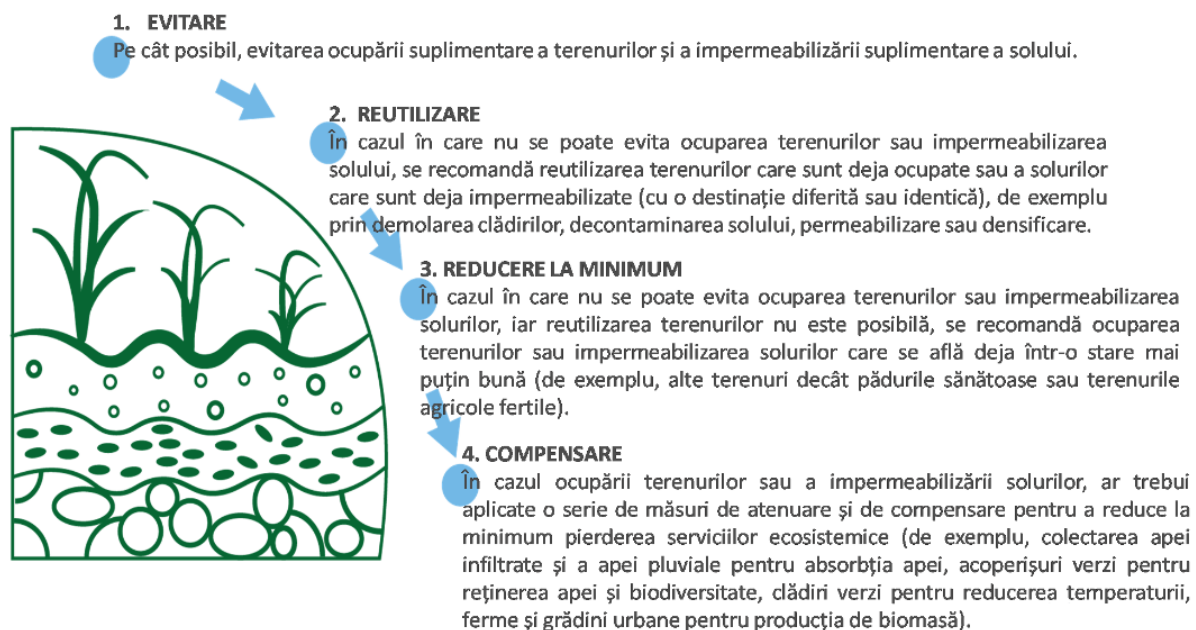 1. EVITARE
Pe cât posibil, evitarea ocupării suplimentare a terenurilor și a impermeabilizării suplimentare a solului.
2. REUTILIZARE
În cazul în care nu se poate evita ocuparea terenurilor sau impermeabilizarea
solului, se recomandă reutilizarea terenurilor care sunt deja ocupate sau a solurilor
care sunt deja impermeabilizate (cu o destinație diferită sau identică), de exemplu
prin demolarea clădirilor, decontaminarea solului, permeabilizare sau densificare.
3. REDUCERE LA MINIMUM
În cazul în care nu se poate evita ocuparea terenurilor sau impermeabilizarea
solurilor, iar reutilizarea terenurilor nu este posibilă, se recomandă ocuparea
terenurilor sau impermeabilizarea solurilor care se află deja într-o stare mai
puțin bună (de exemplu, alte terenuri decât pădurile sănătoase sau terenurile
agricole fertile).
4. COMPENSARE
În cazul ocupării terenurilor sau a impermeabilizării solurilor, ar trebui
aplicate o serie de măsuri de atenuare și de compensare pentru a reduce la
minimum pierderea serviciilor ecosistemice (de exemplu, colectarea apei
infiltrate și a apei pluviale pentru absorbția apei, acoperișuri verzi pentru
reținerea apei și biodiversitate, clădiri verzi pentru reducerea temperaturii,
ferme și grădini urbane pentru producția de biomasă).